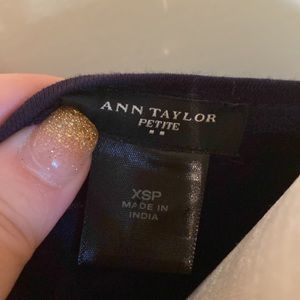 ANN TAYLOR
PETITE
XSP
MADE IN
INDIA